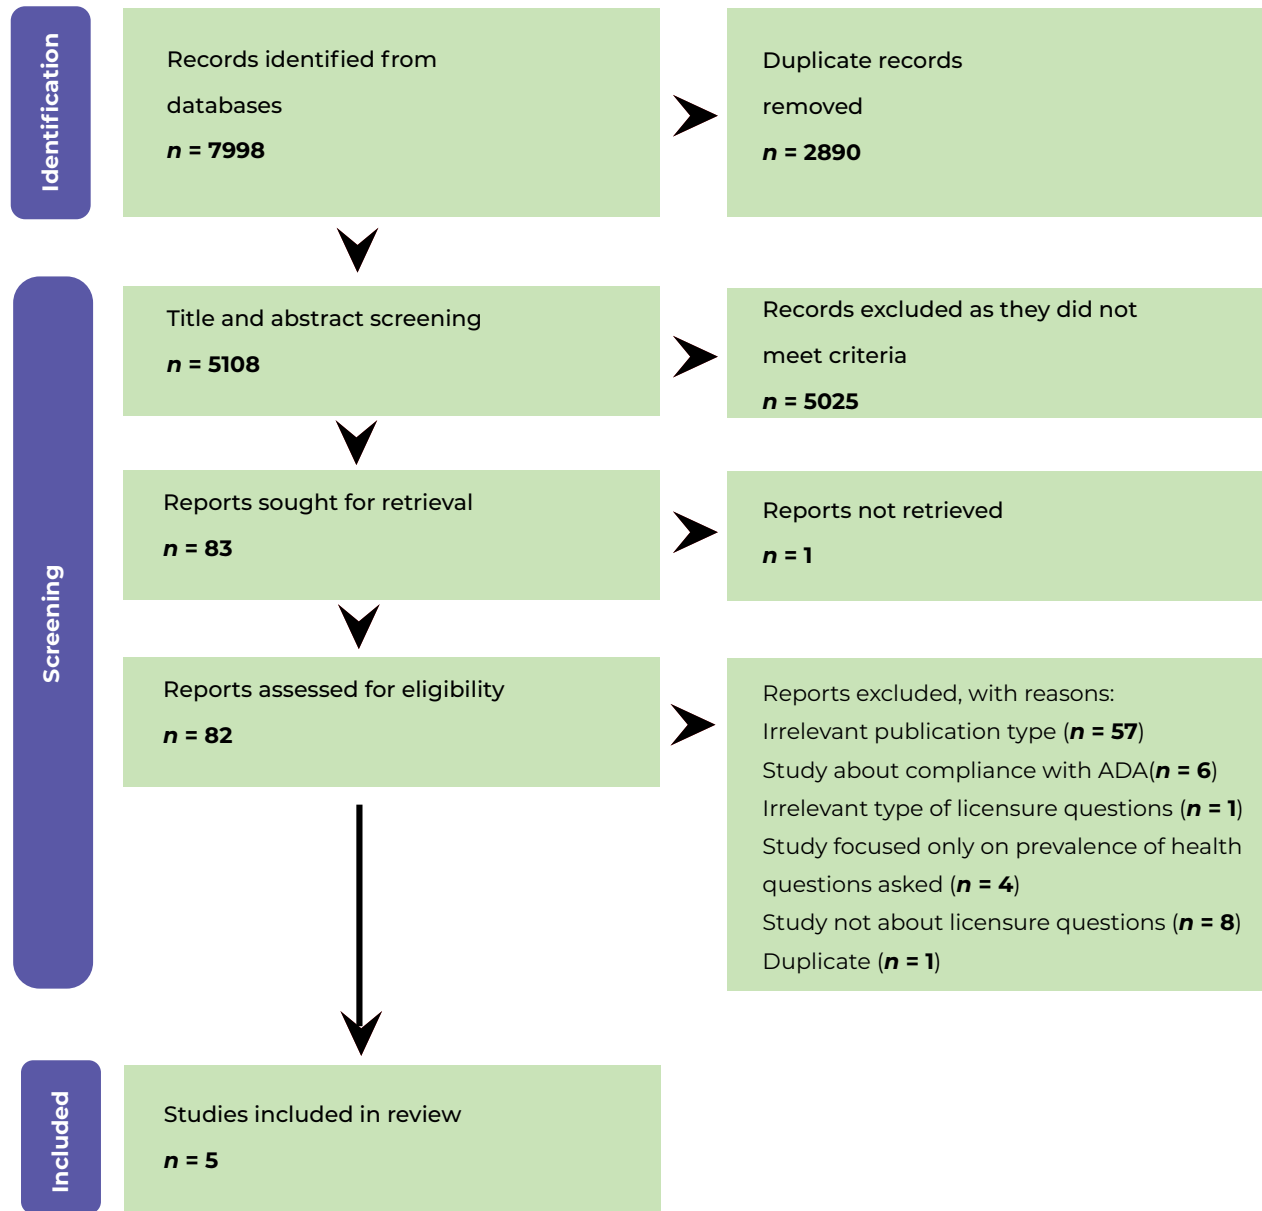 Identification
Records identified from
databases
n = 7998
Duplicate records
removed
n = 2890
Screening
Title and abstract screening
n = 5108
Records excluded as they did not
meet criteria
n = 5025
Reports sought for retrieval
n = 83
Reports not retrieved
n = 1
Reports assessed for eligibility
n = 82
Reports excluded, with reasons:
Irrelevant publication type (n = 57)
Study about compliance with ADA(n = 6)
Irrelevant type of licensure questions (n = 1)
Study focused only on prevalence of health
questions asked (n = 4)
Study not about licensure questions (n = 8)
Duplicate (n = 1)
Included
Studies included in review
n = 5